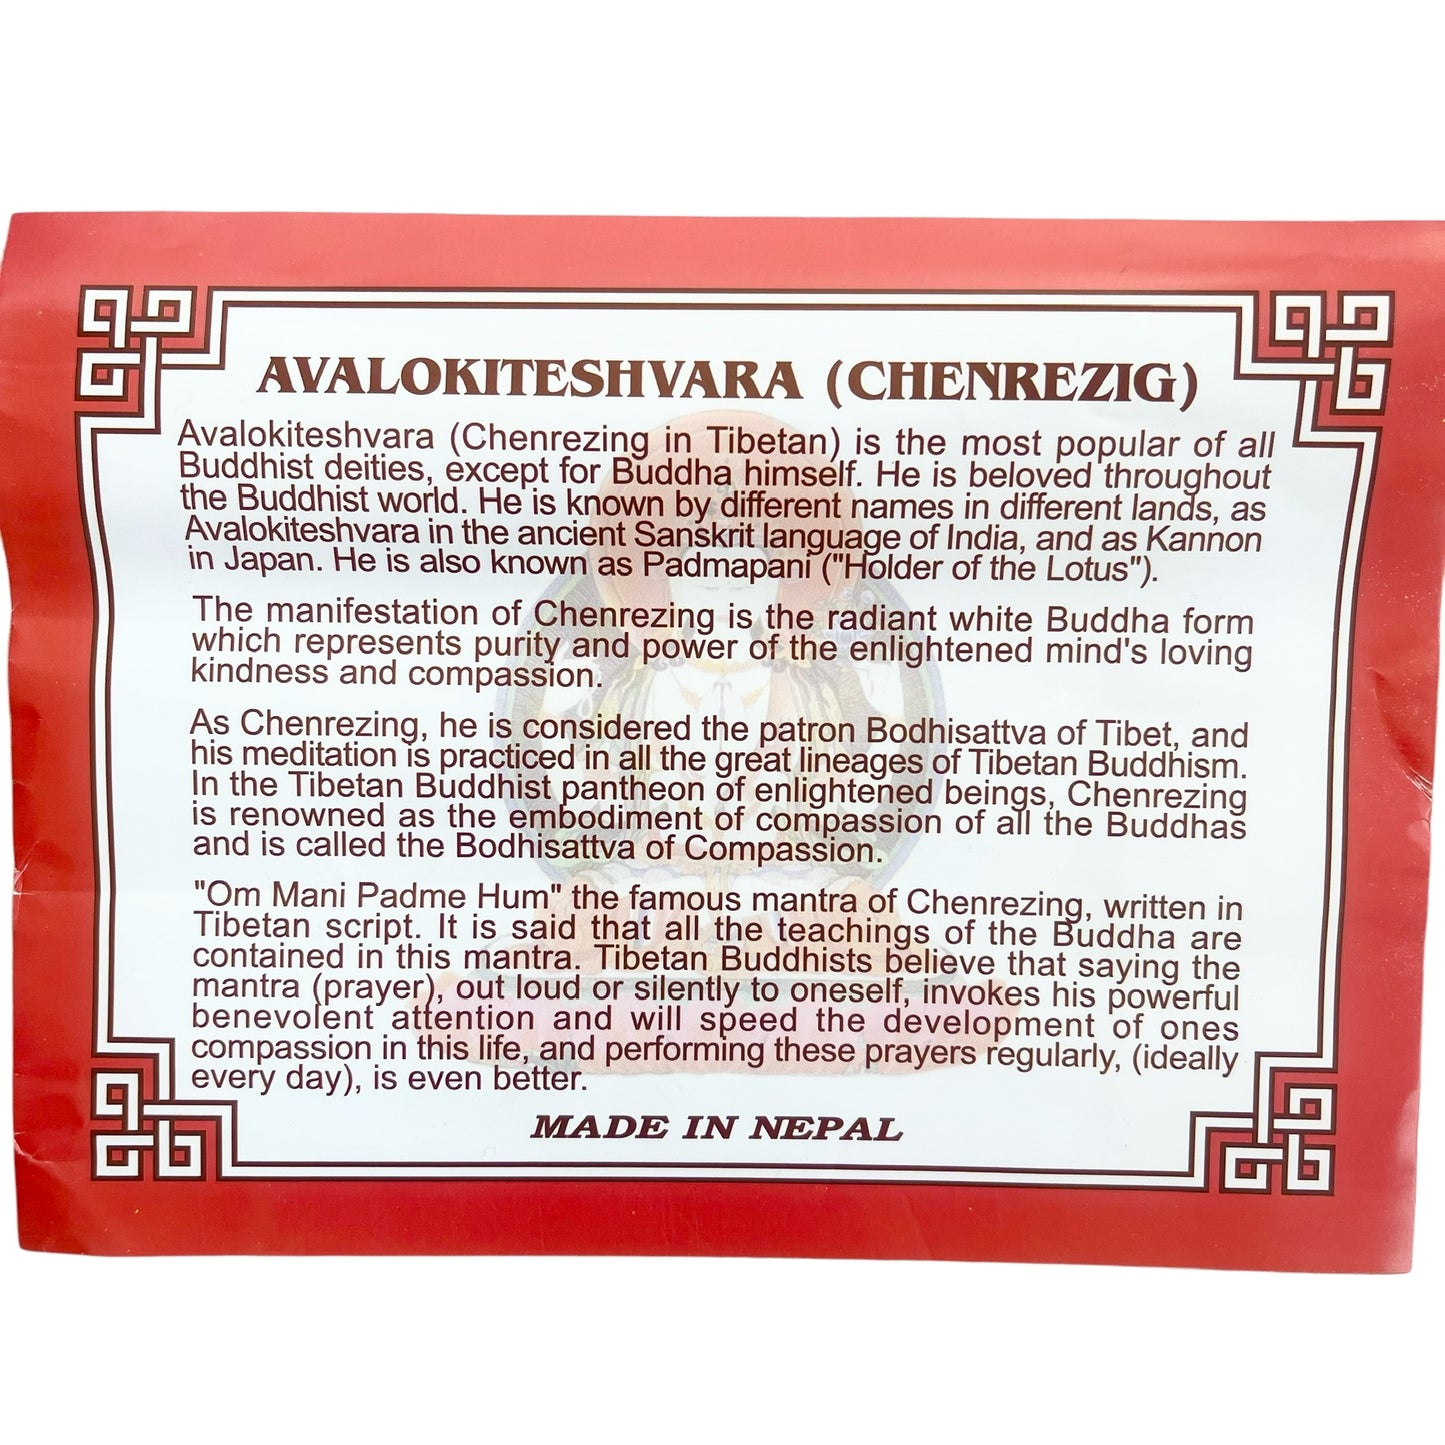 AVALOKITESHVARA (CHENREZIG)
Avalokiteshvara (Chenrezing in Tibetan) is the most popular of all
Buddhist deities, except for Buddha himself. He is beloved throughout
the Buddhist world. He is known by different names in different lands, as
Avalokiteshvara in the ancient Sanskrit language of India, and as Kannon
in Japan. He is also known as Padmapani ("Holder of the Lotus").
The manifestation of Chenrezing is the radiant white Buddha form
which represents purity and power of the enlightened mind's loving
kindness and compassion.
As Chenrezing, he is considered the patron Bodhisattva of Tibet, and
his meditation is practiced in all the great lineages of Tibetan Buddhism.
In the Tibetan Buddhist pantheon of enlightened beings, Chenrezing
is renowned as the embodiment of compassion of all the Buddhas
and is called the Bodhisattva of Compassion.
"Om Mani Padme Hum" the famous mantra of Chenrezing, written in
Tibetan script. It is said that all the teachings of the Buddha are
contained in this mantra. Tibetan Buddhists believe that saying the
mantra (prayer), out loud or silently to oneself, invokes his powerful
benevolent attention and will speed the development of ones
compassion in this life, and performing these prayers regularly, (ideally
every day), is even better.
MADE IN NEPAL